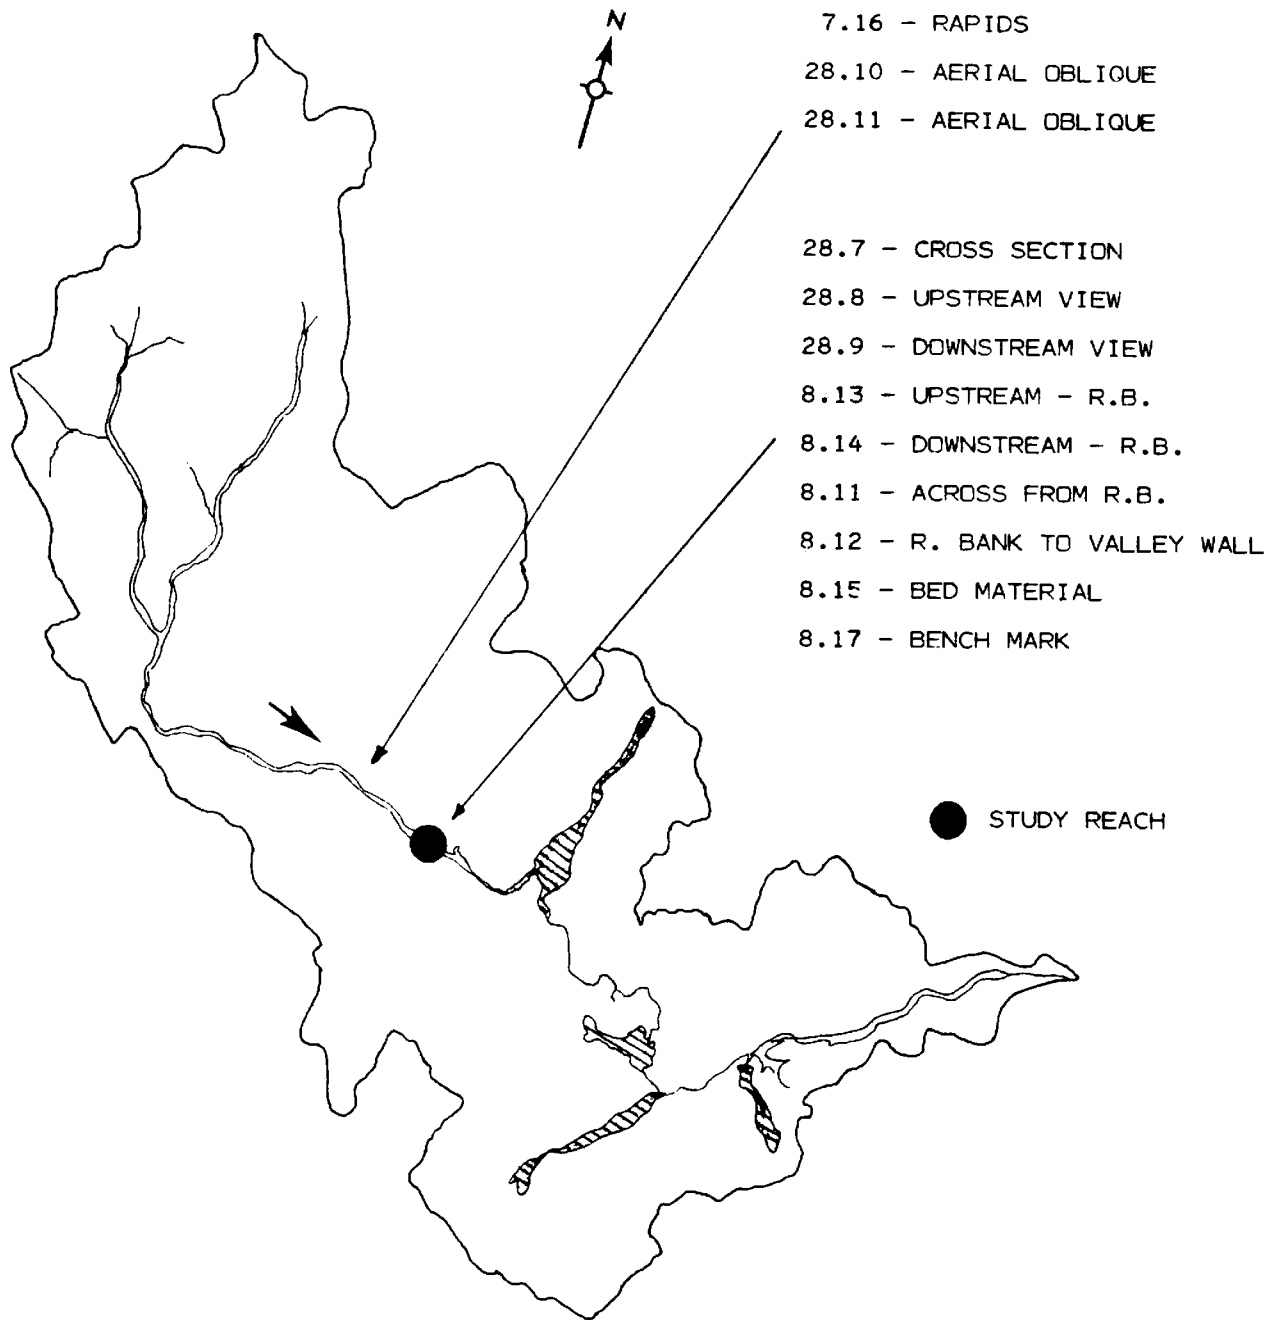 N
7.16 - RAPIDS
28.10 - AERIAL OBLIQUE
28.11 - AERIAL OBLIQUE
28.7 - CROSS SECTION
28.8 - UPSTREAM VIEW
28.9 - DOWNSTREAM VIEW
8.13 - UPSTREAM - R.B.
8.14 - DOWNSTREAM - R.B.
8.11 - ACROSS FROM R.B.
8.12 - R. BANK TO VALLEY WALL
8.15 - BED MATERIAL
8.17 - BENCH MARK
STUDY REACH